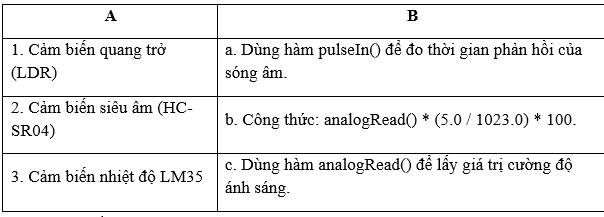 A
B
1. Cảm biến quang trở
(LDR)
a. Dùng hàm pulseIn() để đo thời gian phản hồi của
sóng âm.
2. Cảm biến siêu âm (HC-
SR04)
b. Công thức: analogRead() * (5.0 / 1023.0) * 100.
3. Cảm biến nhiệt độ LM35
c. Dùng hàm analogRead() để lấy giá trị cường độ
ánh sáng.